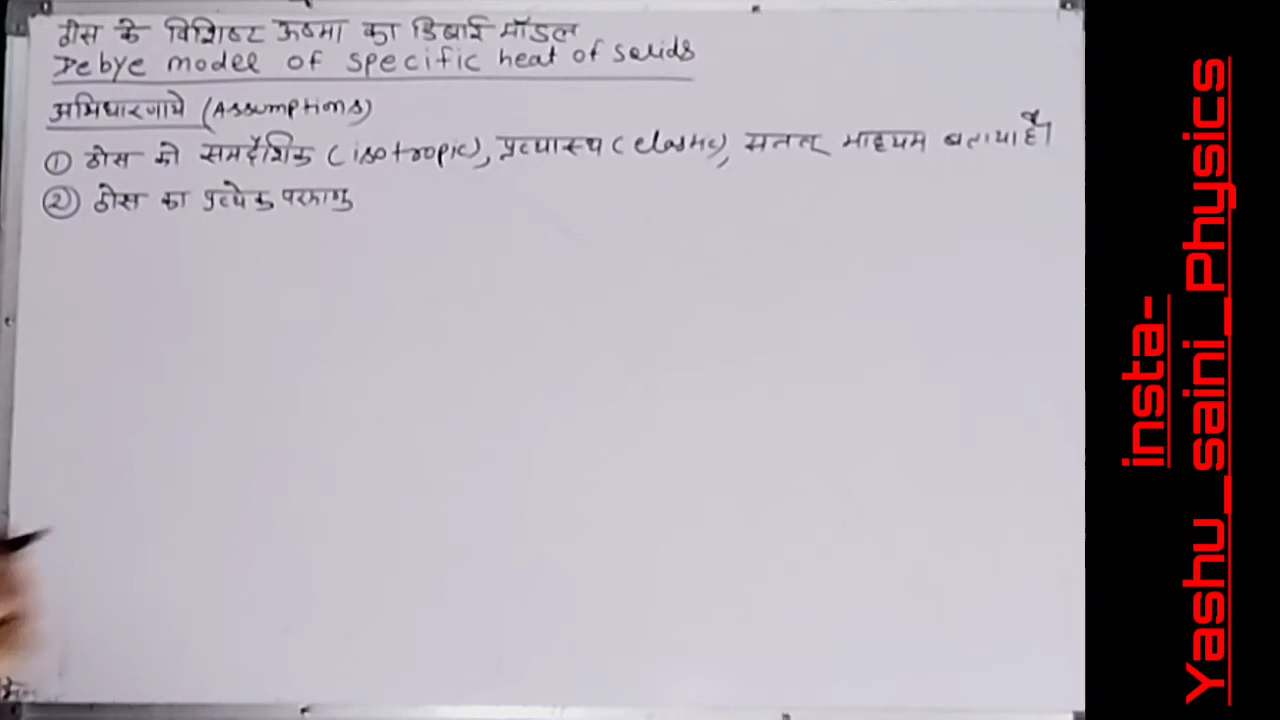 ठोस के विशिष्ट ऊष्मा का डिबाई मॉडल
Debye model of specific heat of solids
अभिधारणाये (Assumptions)
① ठोस को समदैशिक (isotropic), प्रत्यास्थ (elastic), सतत् माध्यम बताया है।
② ठोस का प्रत्येक परमाणु
insta-
Yashu_saini_Physics